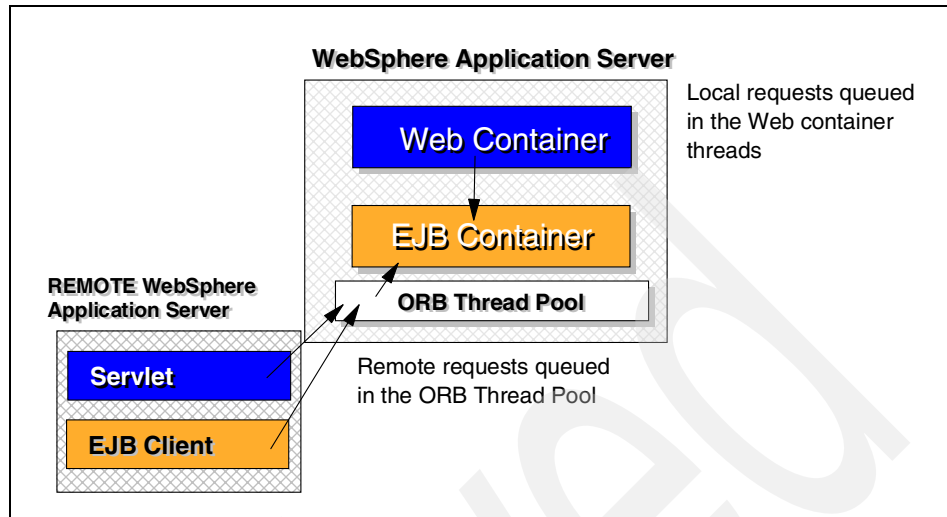 WebSphere Application Server
Local requests queued
in the Web container
threads
Web Container
EJB Container
ORB Thread Pool
REMOTE WebSphere
Application Server
Servlet
EJB Client
Remote requests queued
in the ORB Thread Pool